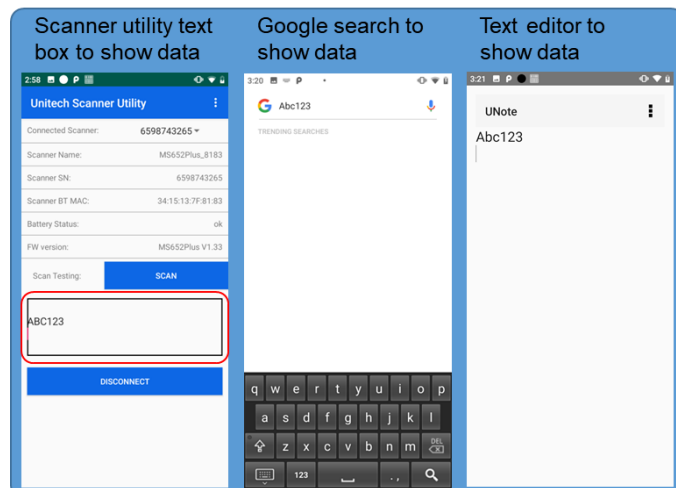 Scanner utility text
box to show data
Google search to
show data
Text editor to
show data
2:58 P
Unitech Scanner Utility
Connected Scanner: 6598743265
Scanner Name: MS652Plus_8183
Scanner SN: 6598743265
Scanner BT MAC: 34:15:13:7F:81:83
Battery Status: ok
FW version: MS652Plus V1.33
Scan Testing: SCAN
ABC123
DISCONNECT
3:20 P
G Abc123
TRENDING SEARCHES
q w e r t y u i o p
a s d f g h j k l
z x c v b n m DEL
123 . ,
3:21 P
UNote
Abc123